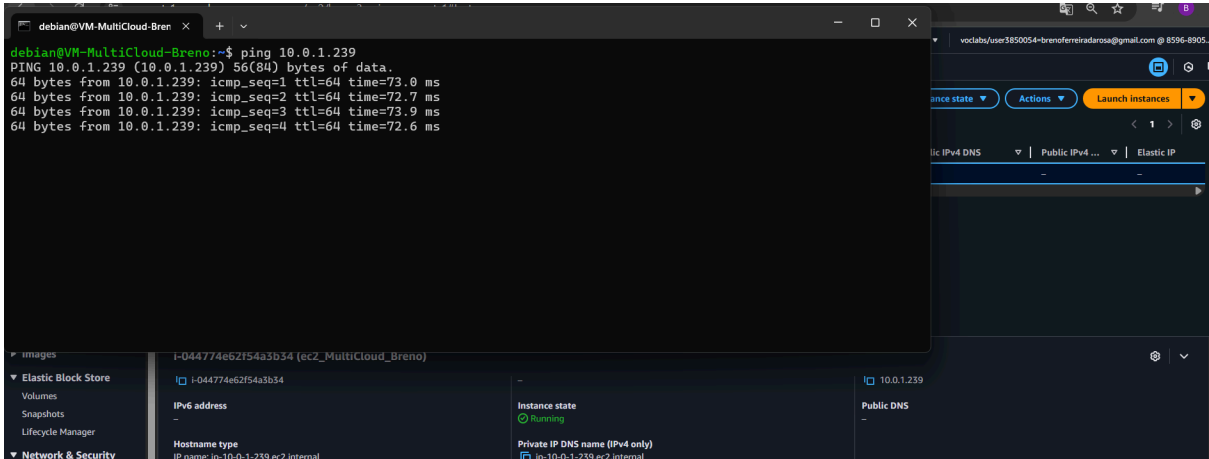 debian@VM-MultiCloud-Bren
voclabs/user3850054=brenoferreiradarosa@gmail.com @ 8596-8905..
debian@VM-MultiCloud-Breno:~$ ping 10.0.1.239
PING 10.0.1.239 (10.0.1.239) 56(84) bytes of data.
64 bytes from 10.0.1.239: icmp_seq=1 ttl=64 time=73.0 ms
64 bytes from 10.0.1.239: icmp_seq=2 ttl=64 time=72.7 ms
64 bytes from 10.0.1.239: icmp_seq=3 ttl=64 time=73.9 ms
64 bytes from 10.0.1.239: icmp_seq=4 ttl=64 time=72.6 ms
ance state Actions Launch instances
1
lic IPv4 DNS Public IPv4 ... Elastic IP
– –
Images
i-044774e62f54a3b34 (ec2_MultiCloud_Breno)
Elastic Block Store
i-044774e62f54a3b34 – 10.0.1.239
Volumes
IPv6 address Instance state Public DNS
Snapshots
– Running –
Lifecycle Manager
Hostname type Private IP DNS name (IPv4 only)
Network & Security
IP name: ip-10-0-1-239.ec2.internal ip-10-0-1-239.ec2.internal